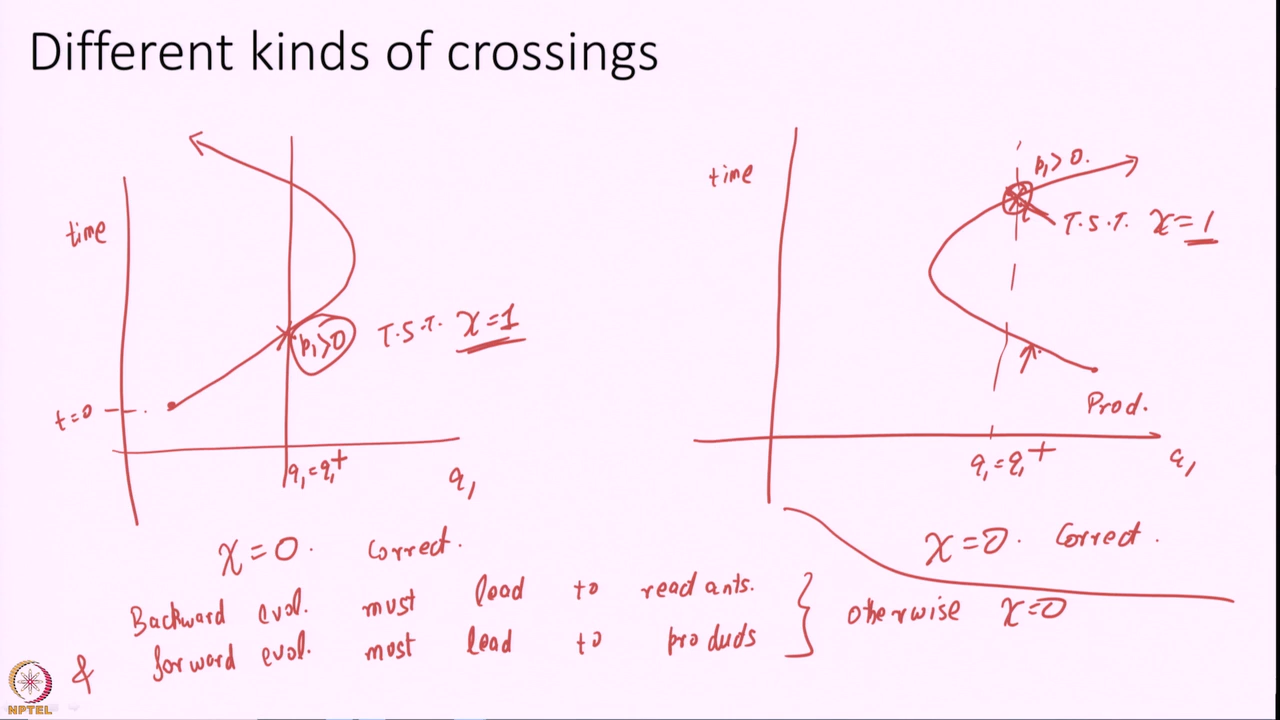 Different kinds of crossings
time
t=0
p₁>0
T.S.T. χ=1
q₁=q₁⁺
q₁
χ=0. Correct.
time
p₁>0.
T.S.T. χ=1
Prod.
q₁=q₁⁺
q₁
χ=0. Correct.
Backward evol. must lead to reactants.
& forward evol. must lead to products
otherwise χ=0
NPTEL